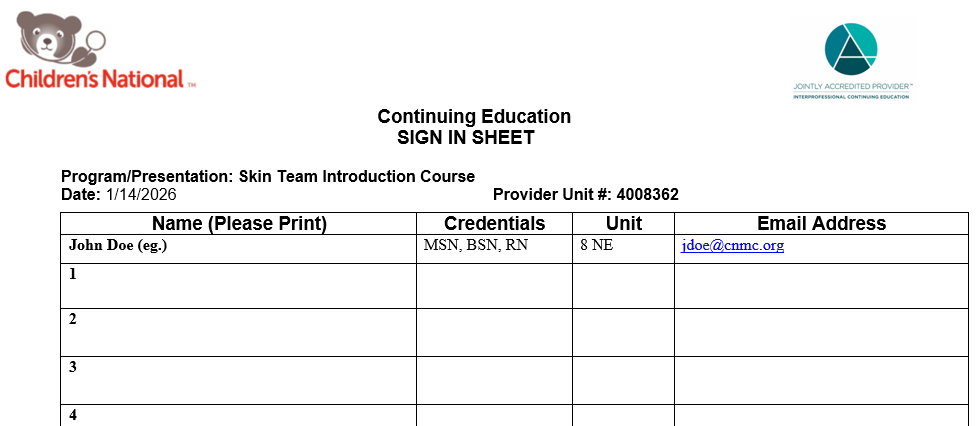 Children's National ™
JOINTLY ACCREDITED PROVIDER™
INTERPROFESSIONAL CONTINUING EDUCATION
Continuing Education
SIGN IN SHEET
Program/Presentation: Skin Team Introduction Course
Date: 1/14/2026 Provider Unit #: 4008362
Name (Please Print) Credentials Unit Email Address
John Doe (eg.) MSN, BSN, RN 8 NE jdoe@cnmc.org
1
2
3
4